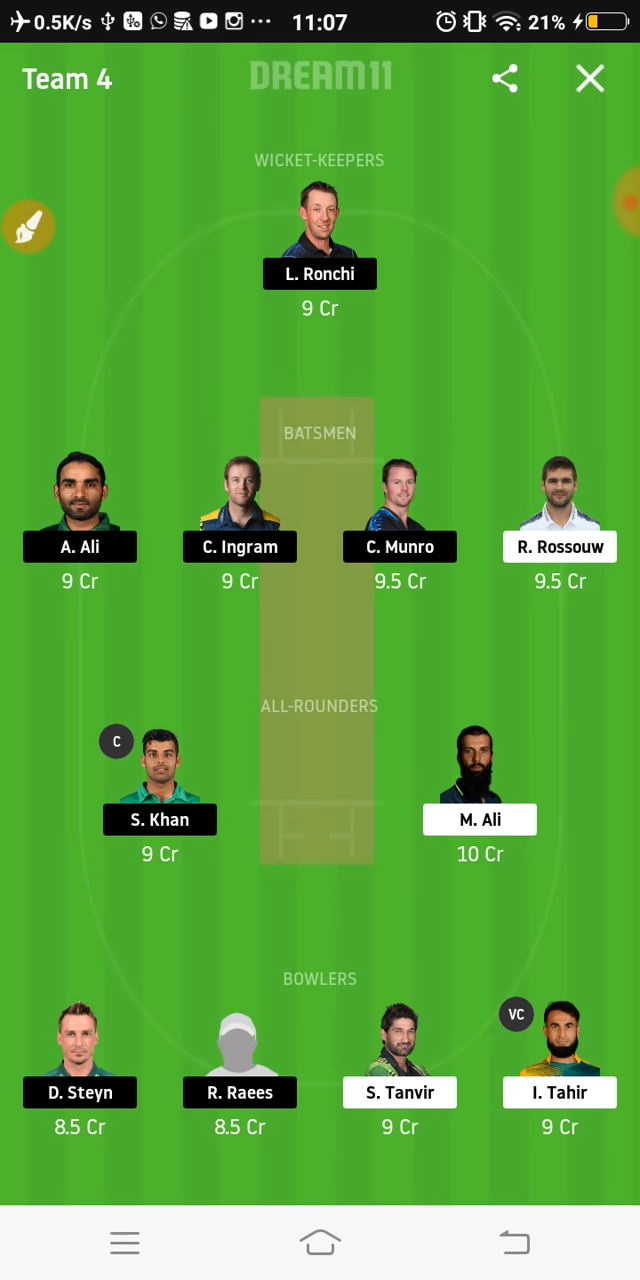 0.5K/s 11:07 21%
Team 4 DREAM11
WICKET-KEEPERS
L. Ronchi
9 Cr
BATSMEN
A. Ali C. Ingram C. Munro R. Rossouw
9 Cr 9 Cr 9.5 Cr 9.5 Cr
ALL-ROUNDERS
C
S. Khan M. Ali
9 Cr 10 Cr
BOWLERS
VC
D. Steyn R. Raees S. Tanvir I. Tahir
8.5 Cr 8.5 Cr 9 Cr 9 Cr